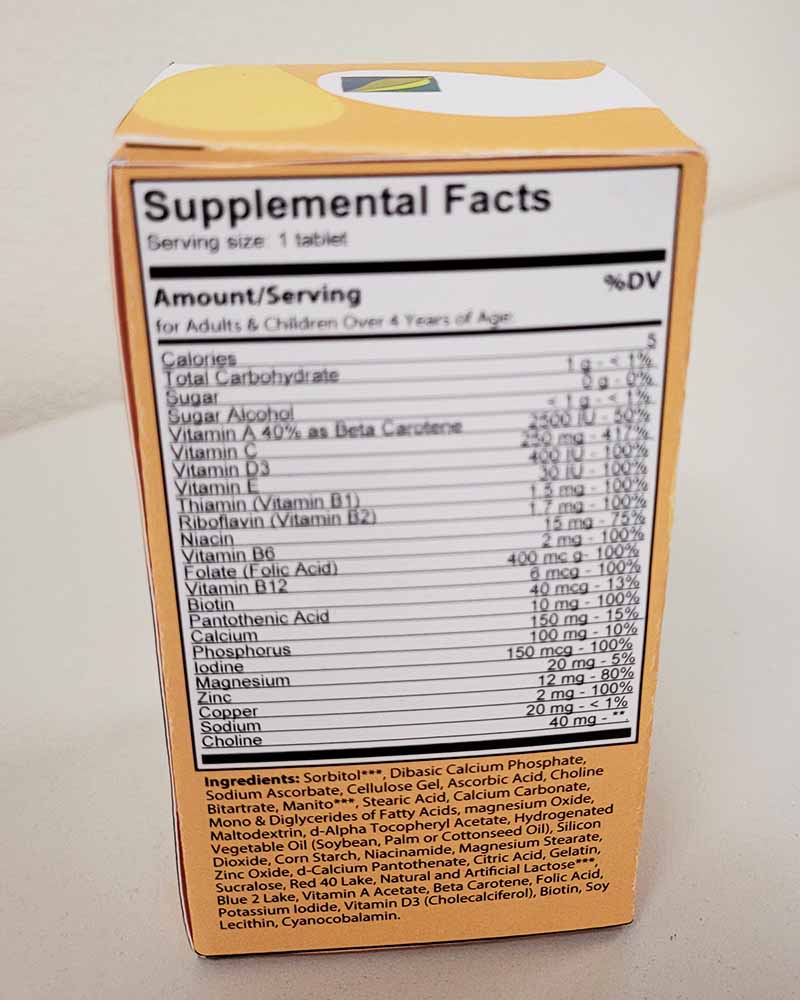 Supplemental Facts
Serving size: 1 tablet
Amount/Serving %DV
for Adults & Children Over 4 Years of Age:
Calories 5
Total Carbohydrate 1 g - < 1%
Sugar 0 g - 0%
Sugar Alcohol < 1 g - < 1%
Vitamin A 40% as Beta Carotene 2500 IU - 50%
Vitamin C 250 mg - 417%
Vitamin D3 400 IU - 100%
Vitamin E 30 IU - 100%
Thiamin (Vitamin B1) 1.5 mg - 100%
Riboflavin (Vitamin B2) 1.7 mg - 100%
Niacin 15 mg - 75%
Vitamin B6 2 mg - 100%
Folate (Folic Acid) 400 mc g- 100%
Vitamin B12 6 mcg - 100%
Biotin 40 mcg - 13%
Pantothenic Acid 10 mg - 100%
Calcium 150 mg - 15%
Phosphorus 100 mg - 10%
Iodine 150 mcg - 100%
Magnesium 20 mg - 5%
Zinc 12 mg - 80%
Copper 2 mg - 100%
Sodium 20 mg - < 1%
Choline 40 mg - **
Ingredients: Sorbitol***, Dibasic Calcium Phosphate,
Sodium Ascorbate, Cellulose Gel, Ascorbic Acid, Choline
Bitartrate, Manito***, Stearic Acid, Calcium Carbonate,
Mono & Diglycerides of Fatty Acids, magnesium Oxide,
Maltodextrin, d-Alpha Tocopheryl Acetate, Hydrogenated
Vegetable Oil (Soybean, Palm or Cottonseed Oil), Silicon
Dioxide, Corn Starch, Niacinamide, Magnesium Stearate,
Zinc Oxide, d-Calcium Pantothenate, Citric Acid, Gelatin,
Sucralose, Red 40 Lake, Natural and Artificial Lactose***,
Blue 2 Lake, Vitamin A Acetate, Beta Carotene, Folic Acid,
Potassium Iodide, Vitamin D3 (Cholecalciferol), Biotin, Soy
Lecithin, Cyanocobalamin.